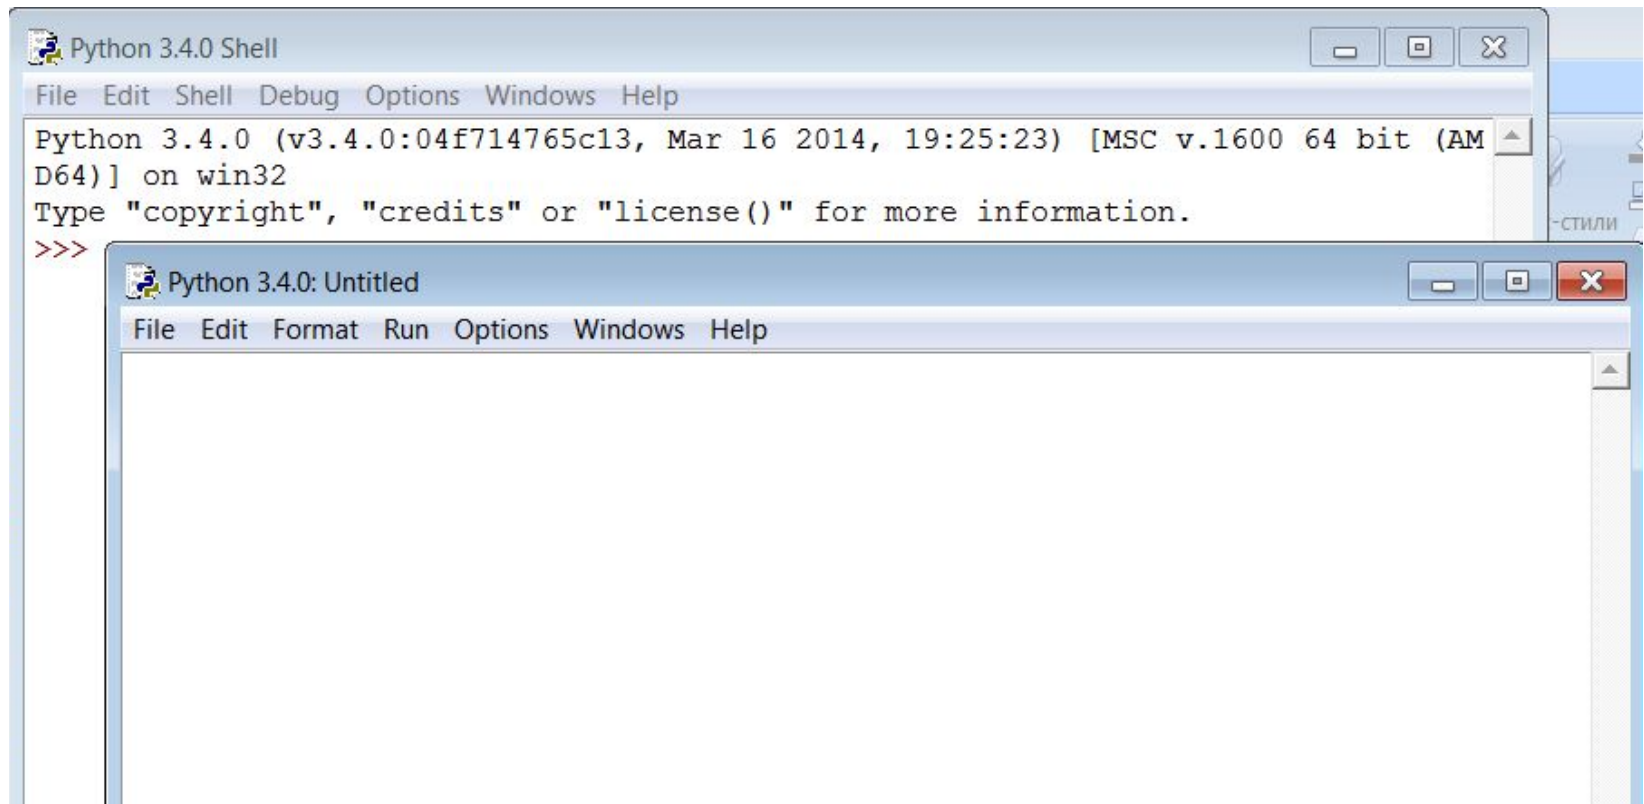 Python 3.4.0 Shell
File Edit Shell Debug Options Windows Help
Python 3.4.0 (v3.4.0:04f714765c13, Mar 16 2014, 19:25:23) [MSC v.1600 64 bit (AM
D64)] on win32
Type "copyright", "credits" or "license()" for more information.
>>>
-стили
Python 3.4.0: Untitled
File Edit Format Run Options Windows Help